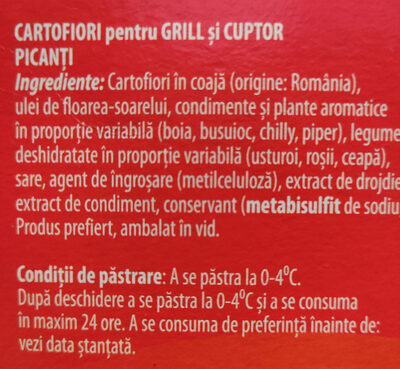 CARTOFIORI pentru GRILL și CUPTOR
PICANȚI
Ingrediente: Cartofiori în coajă (origine: România),
ulei de floarea-soarelui, condimente și plante aromatice
în proporție variabilă (boia, busuioc, chilly, piper), legume
deshidratate în proporție variabilă (usturoi, roșii, ceapă),
sare, agent de îngroșare (metilceluloză), extract de drojdie
extract de condiment, conservant (metabisulfit de sodiu
Produs prefiert, ambalat în vid.
Condiții de păstrare: A se păstra la 0-4⁰C.
După deschidere a se păstra la 0-4⁰C și a se consuma
în maxim 24 ore. A se consuma de preferință înainte de:
vezi data ștanțată.